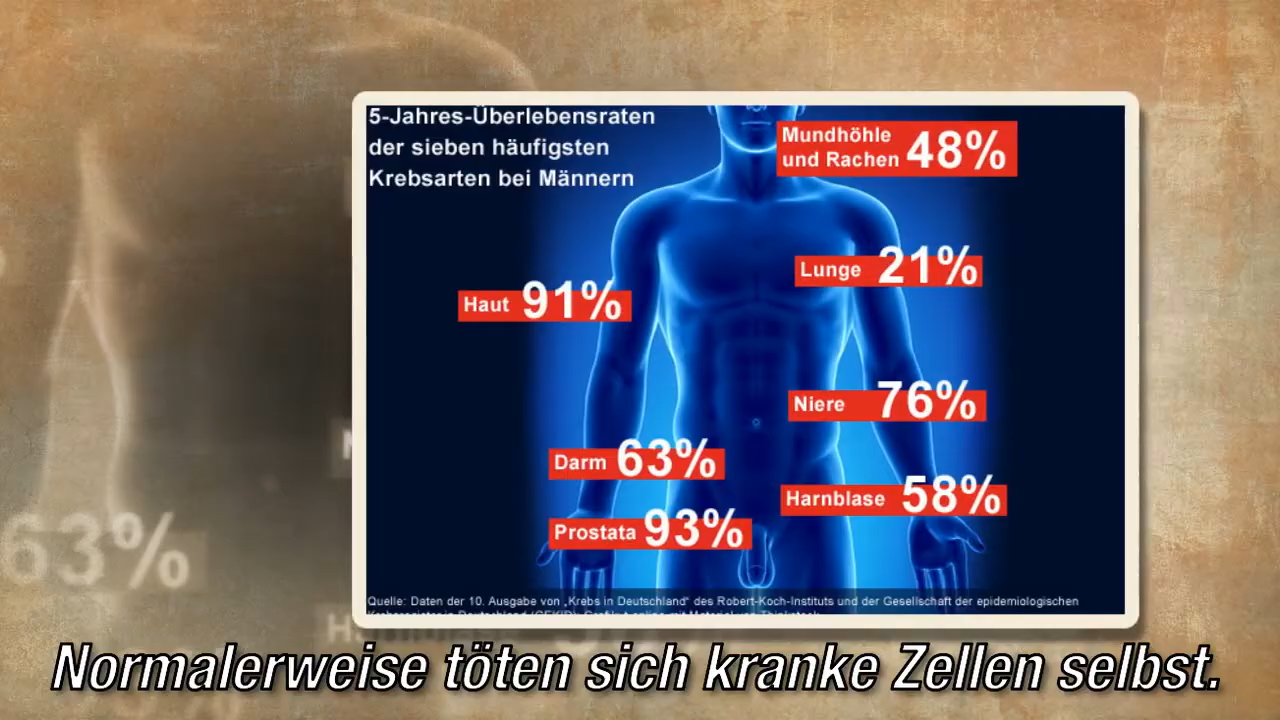 5-Jahres-Überlebensraten
der sieben häufigsten
Krebsarten bei Männern
Mundhöhle
und Rachen 48%
Lunge 21%
Haut 91%
Niere 76%
Darm 63%
Harnblase 58%
Prostata 93%
63%
Quelle: Daten der 10. Ausgabe von „Krebs in Deutschland" des Robert-Koch-Instituts und der Gesellschaft der epidemiologischen
Normalerweise töten sich kranke Zellen selbst.